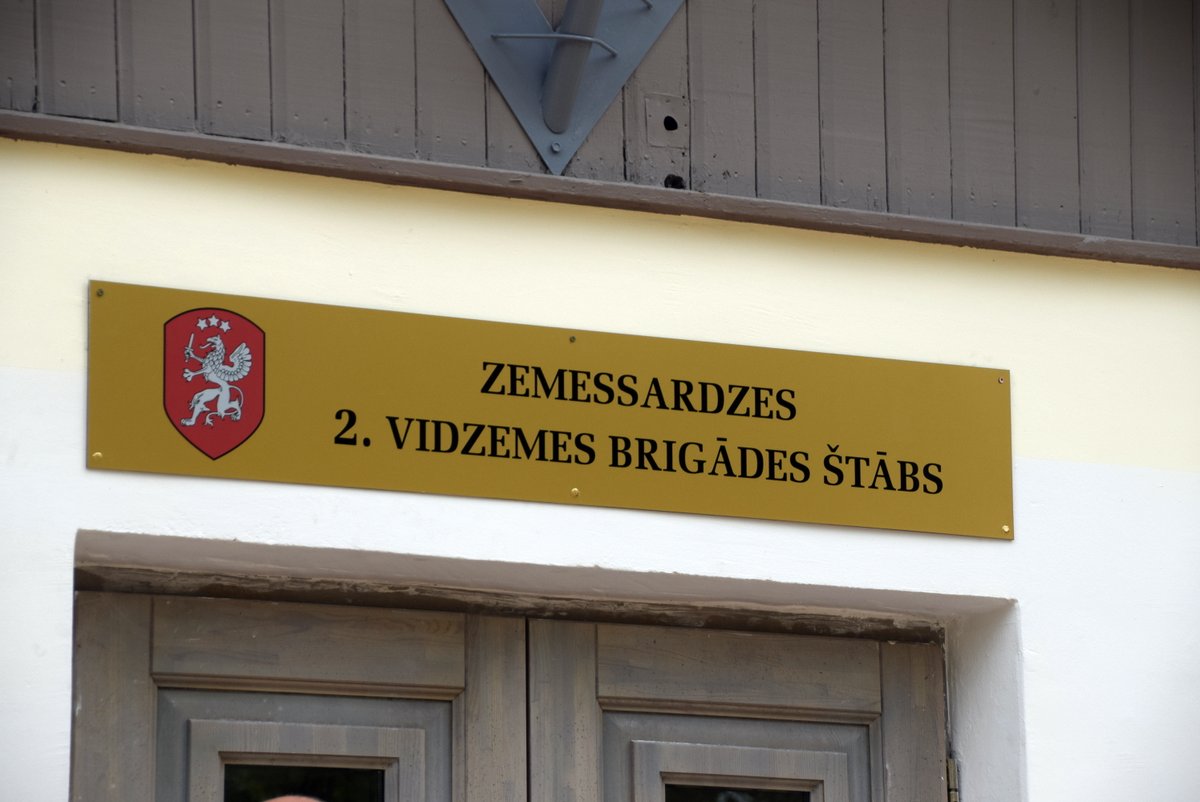 ZEMESSARDZES
2. VIDZEMES BRIGĀDES ŠTĀBS